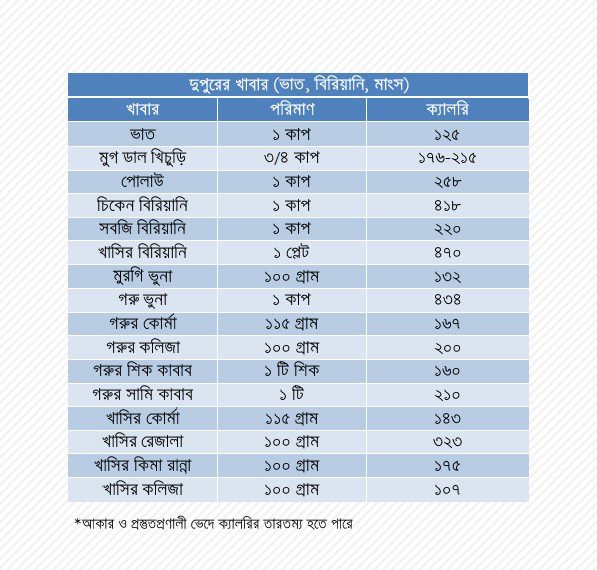 দুপুরের খাবার (ভাত, বিরিয়ানি, মাংস)
খাবার পরিমাণ ক্যালরি
ভাত ১ কাপ ১২৫
মুগ ডাল খিচুড়ি ৩/৪ কাপ ১৭৬-২১৫
পোলাউ ১ কাপ ২৫৮
চিকেন বিরিয়ানি ১ কাপ ৪১৮
সবজি বিরিয়ানি ১ কাপ ২২০
খাসির বিরিয়ানি ১ প্লেট ৪৭০
মুরগি ভুনা ১০০ গ্রাম ১৩২
গরু ভুনা ১ কাপ ৪৩৪
গরুর কোর্মা ১১৫ গ্রাম ১৬৭
গরুর কলিজা ১০০ গ্রাম ২০০
গরুর শিক কাবাব ১ টি শিক ১৬০
গরুর সামি কাবাব ১ টি ২১০
খাসির কোর্মা ১১৫ গ্রাম ১৪৩
খাসির রেজালা ১০০ গ্রাম ৩২৩
খাসির কিমা রান্না ১০০ গ্রাম ১৭৫
খাসির কলিজা ১০০ গ্রাম ১০৭
*আকার ও প্রস্তুতপ্রণালী ভেদে ক্যালরির তারতম্য হতে পারে